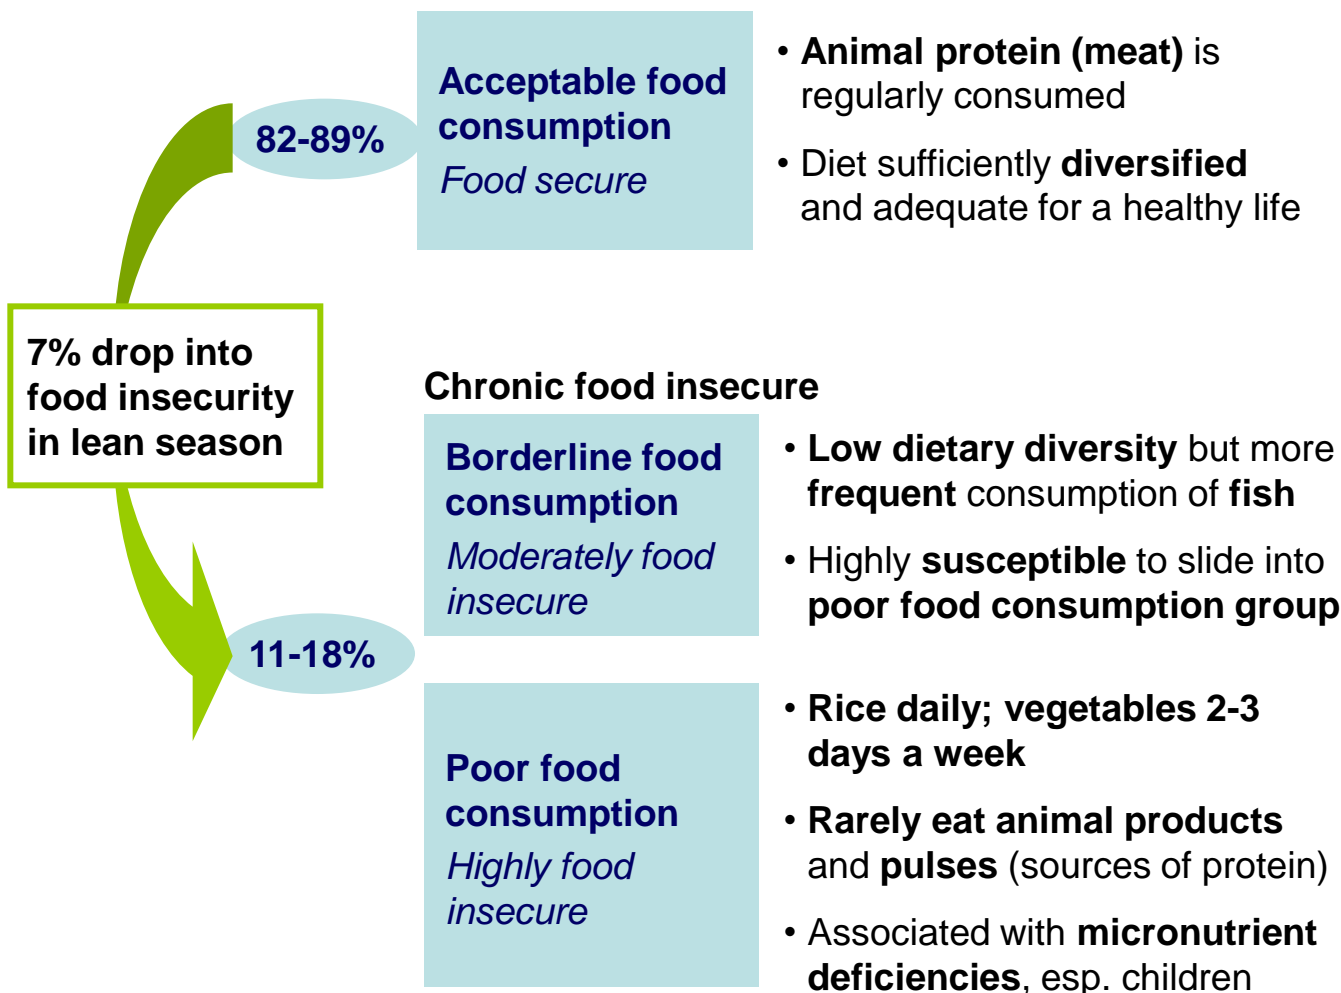 82-89%
Acceptable food
consumption
Food secure
• Animal protein (meat) is
regularly consumed
• Diet sufficiently diversified
and adequate for a healthy life
7% drop into
food insecurity
in lean season
Chronic food insecure
Borderline food
consumption
Moderately food
insecure
• Low dietary diversity but more
frequent consumption of fish
• Highly susceptible to slide into
poor food consumption group
11-18%
Poor food
consumption
Highly food
insecure
• Rice daily; vegetables 2-3
days a week
• Rarely eat animal products
and pulses (sources of protein)
• Associated with micronutrient
deficiencies, esp. children